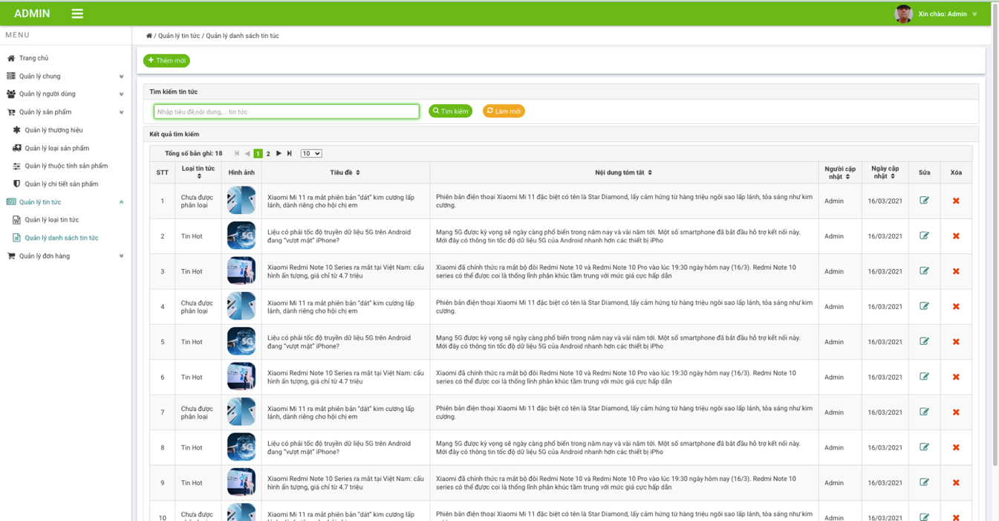 ADMIN
Xin chào: Admin
MENU
/ Quản lý tin tức / Quản lý danh sách tin túc
Trang chủ
Quản lý chung
Quản lý người dùng
Quản lý sản phẩm
Quản lý thương hiệu
Quản lý loại sản phẩm
Quản lý thuộc tính sản phẩm
Quản lý chi tiết sản phẩm
Quản lý tin tức
Quản lý loại tin tức
Quản lý danh sách tin tức
Quản lý đơn hàng
Thêm mới
Tìm kiếm tin tức
Nhập tiêu đề,nội dung,... tin tức
Tìm kiếm
Làm mới
Kết quả tìm kiếm
Tổng số bản ghi: 18
1 2
10
STT Loại tin tức Hình ảnh Tiêu đề Nội dung tóm tắt Người cập nhật Ngày cập nhật Sửa Xóa
1 Chưa được phân loại Xiaomi Mi 11 ra mắt phiên bản “dát” kim cương lấp lánh, dành riêng cho hội chị em Phiên bản điện thoại Xiaomi Mi 11 đặc biệt có tên là Star Diamond, lấy cảm hứng từ hàng triệu ngôi sao lấp lánh, tỏa sáng như kim cương. Admin 16/03/2021
2 Tin Hot 5G Liệu có phải tốc độ truyền dữ liệu 5G trên Android đang “vượt mặt” iPhone? Mạng 5G được kỳ vọng sẽ ngày càng phổ biến trong năm nay và vài năm tới. Một số smartphone đã bắt đầu hỗ trợ kết nối này. Mới đây có thông tin tốc độ dữ liệu 5G của Android nhanh hơn các thiết bị iPho Admin 16/03/2021
3 Tin Hot Xiaomi Redmi Note 10 Series ra mắt tại Việt Nam: cấu hình ấn tượng, giá chỉ từ 4.7 triệu Xiaomi đã chính thức ra mắt bộ đôi Redmi Note 10 và Redmi Note 10 Pro vào lúc 19:30 ngày hôm nay (16/3). Redmi Note 10 series có thể được coi là thống lĩnh phân khúc tầm trung với mức giá cực hấp dẫn Admin 16/03/2021
4 Chưa được phân loại Xiaomi Mi 11 ra mắt phiên bản “dát” kim cương lấp lánh, dành riêng cho hội chị em Phiên bản điện thoại Xiaomi Mi 11 đặc biệt có tên là Star Diamond, lấy cảm hứng từ hàng triệu ngôi sao lấp lánh, tỏa sáng như kim cương. Admin 16/03/2021
5 Tin Hot 5G Liệu có phải tốc độ truyền dữ liệu 5G trên Android đang “vượt mặt” iPhone? Mạng 5G được kỳ vọng sẽ ngày càng phổ biến trong năm nay và vài năm tới. Một số smartphone đã bắt đầu hỗ trợ kết nối này. Mới đây có thông tin tốc độ dữ liệu 5G của Android nhanh hơn các thiết bị iPho Admin 16/03/2021
6 Tin Hot Xiaomi Redmi Note 10 Series ra mắt tại Việt Nam: cấu hình ấn tượng, giá chỉ từ 4.7 triệu Xiaomi đã chính thức ra mắt bộ đôi Redmi Note 10 và Redmi Note 10 Pro vào lúc 19:30 ngày hôm nay (16/3). Redmi Note 10 series có thể được coi là thống lĩnh phân khúc tầm trung với mức giá cực hấp dẫn Admin 16/03/2021
7 Chưa được phân loại Xiaomi Mi 11 ra mắt phiên bản “dát” kim cương lấp lánh, dành riêng cho hội chị em Phiên bản điện thoại Xiaomi Mi 11 đặc biệt có tên là Star Diamond, lấy cảm hứng từ hàng triệu ngôi sao lấp lánh, tỏa sáng như kim cương. Admin 16/03/2021
8 Tin Hot 5G Liệu có phải tốc độ truyền dữ liệu 5G trên Android đang “vượt mặt” iPhone? Mạng 5G được kỳ vọng sẽ ngày càng phổ biến trong năm nay và vài năm tới. Một số smartphone đã bắt đầu hỗ trợ kết nối này. Mới đây có thông tin tốc độ dữ liệu 5G của Android nhanh hơn các thiết bị iPho Admin 16/03/2021
9 Tin Hot Xiaomi Redmi Note 10 Series ra mắt tại Việt Nam: cấu hình ấn tượng, giá chỉ từ 4.7 triệu Xiaomi đã chính thức ra mắt bộ đôi Redmi Note 10 và Redmi Note 10 Pro vào lúc 19:30 ngày hôm nay (16/3). Redmi Note 10 series có thể được coi là thống lĩnh phân khúc tầm trung với mức giá cực hấp dẫn Admin 16/03/2021
10 Chưa được Xiaomi Mi 11 ra mắt phiên bản “dát” kim cương lấp Phiên bản điện thoại Xiaomi Mi 11 đặc biệt có tên là Star Diamond, lấy cảm hứng từ hàng triệu ngôi sao lấp lánh, tỏa sáng như kim Admin 16/03/2021